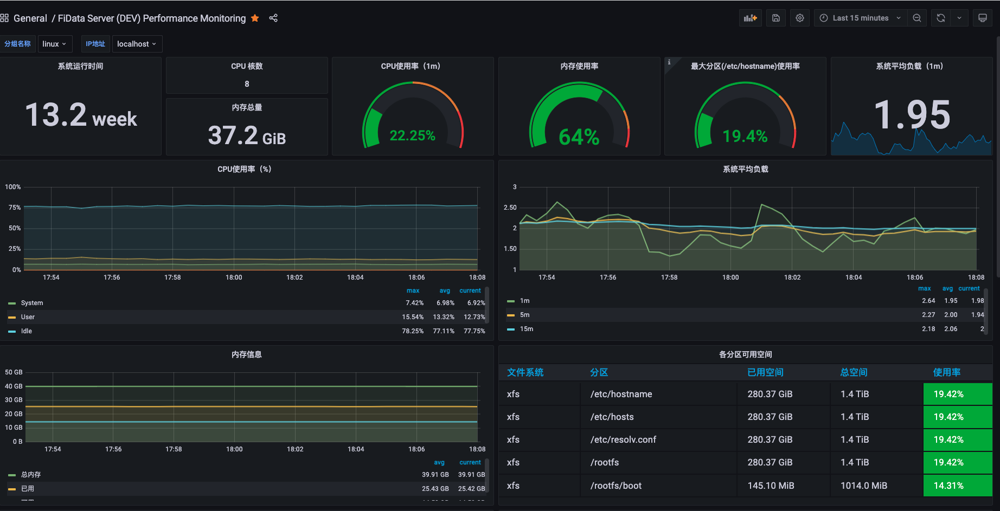 General / FiData Server (DEV) Performance Monitoring
Last 15 minutes
分组名称 linux IP地址 localhost
系统运行时间
13.2 week
CPU 核数
8
内存总量
37.2 GiB
CPU使用率（1m）
22.25%
内存使用率
64%
最大分区(/etc/hostname)使用率
19.4%
系统平均负载（1m）
1.95
CPU使用率（%）
100%
75%
50%
25%
0%
17:54 17:56 17:58 18:00 18:02 18:04 18:06 18:08
max avg current
System 7.42% 6.98% 6.92%
User 15.54% 13.32% 12.73%
Idle 78.25% 77.11% 77.75%
系统平均负载
3
2.50
2
1.50
1
17:54 17:56 17:58 18:00 18:02 18:04 18:06 18:08
max avg current
1m 2.64 1.95 1.98
5m 2.27 2.00 1.94
15m 2.18 2.06 2
内存信息
50 GB
40 GB
30 GB
20 GB
10 GB
0 B
17:54 17:56 17:58 18:00 18:02 18:04 18:06 18:08
avg current
总内存 39.91 GB 39.91 GB
已用 25.43 GB 25.42 GB
各分区可用空间
文件系统 分区 已用空间 总空间 使用率
xfs /etc/hostname 280.37 GiB 1.4 TiB 19.42%
xfs /etc/hosts 280.37 GiB 1.4 TiB 19.42%
xfs /etc/resolv.conf 280.37 GiB 1.4 TiB 19.42%
xfs /rootfs 280.37 GiB 1.4 TiB 19.42%
xfs /rootfs/boot 145.10 MiB 1014.0 MiB 14.31%